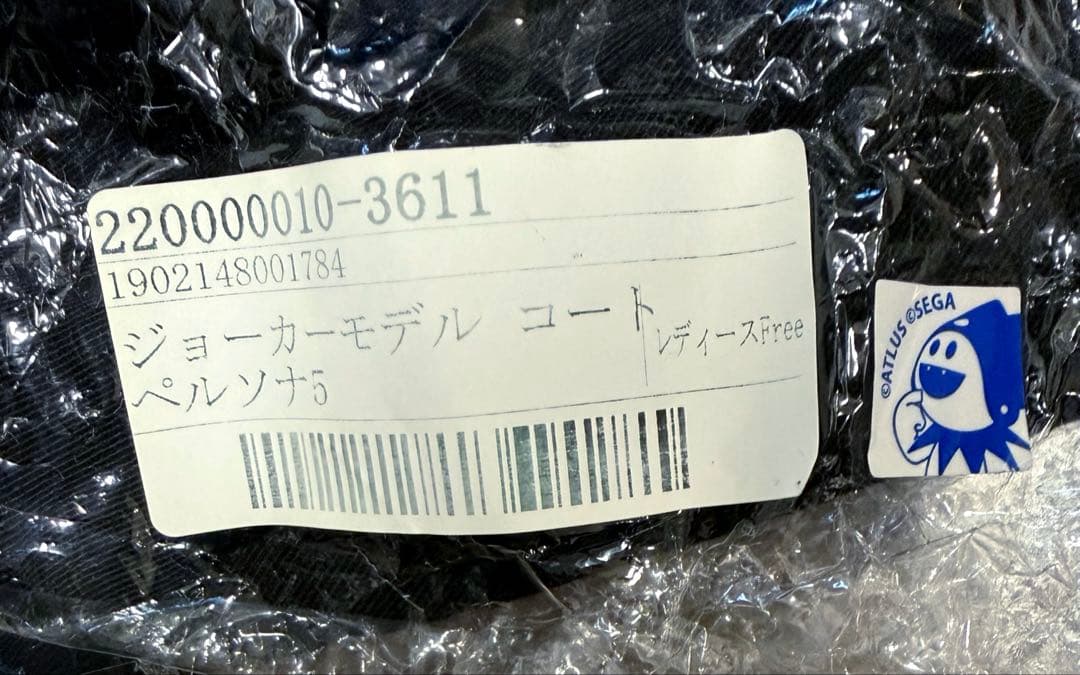 220000010-3611
1902148001784
ジョーカーモデル コート
レディースFree
ペルソナ5
©ATLUS ©SEGA